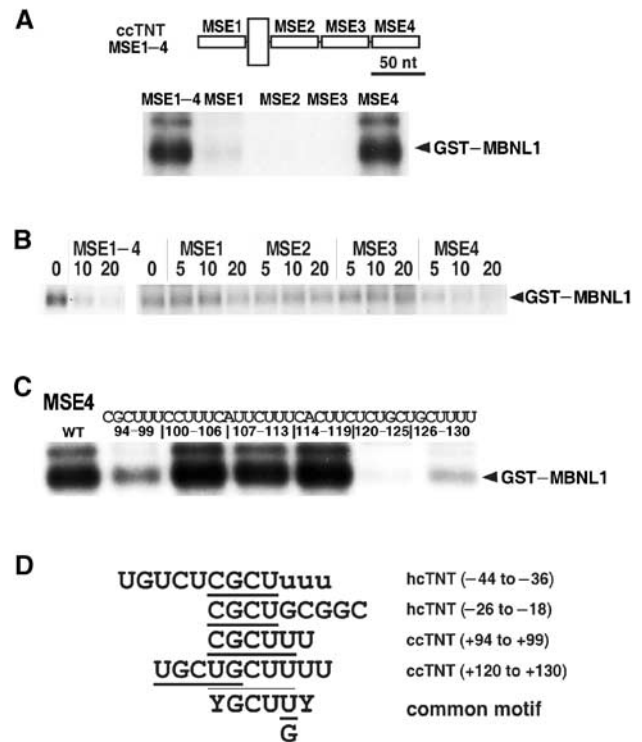 A
ccTNT
MSE1–4
MSE1 MSE2 MSE3 MSE4
50 nt
MSE1–4 MSE1 MSE2 MSE3 MSE4
GST–MBNL1
B
MSE1–4 MSE1 MSE2 MSE3 MSE4
0 10 20 0 5 10 20 5 10 20 5 10 20 5 10 20
GST–MBNL1
C
MSE4
CGCUUUCCUUUCAUUCUUUCACUUCUCUGCUGCUUUU
WT 94–99 |100–106 |107–113 |114–119|120–125|126–130
GST–MBNL1
D
UGUCUCGCUuuu hcTNT (–44 to –36)
CGCUGCGGC hcTNT (–26 to –18)
CGCUUU ccTNT (+94 to +99)
UGCUGCUUUU ccTNT (+120 to +130)
YGCUUY common motif
G